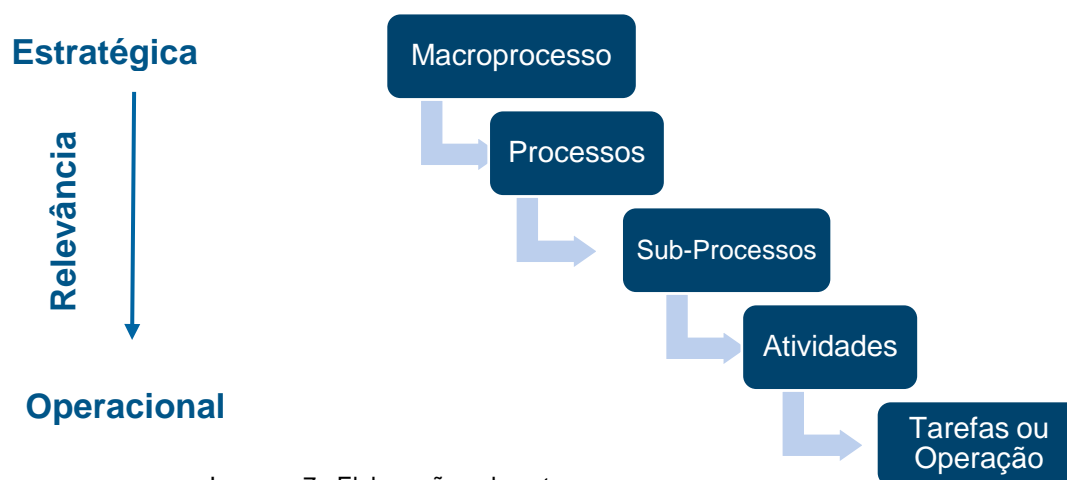 Estratégica
Macroprocesso
Relevância
Processos
Sub-Processos
Atividades
Operacional
Tarefas ou
Operação